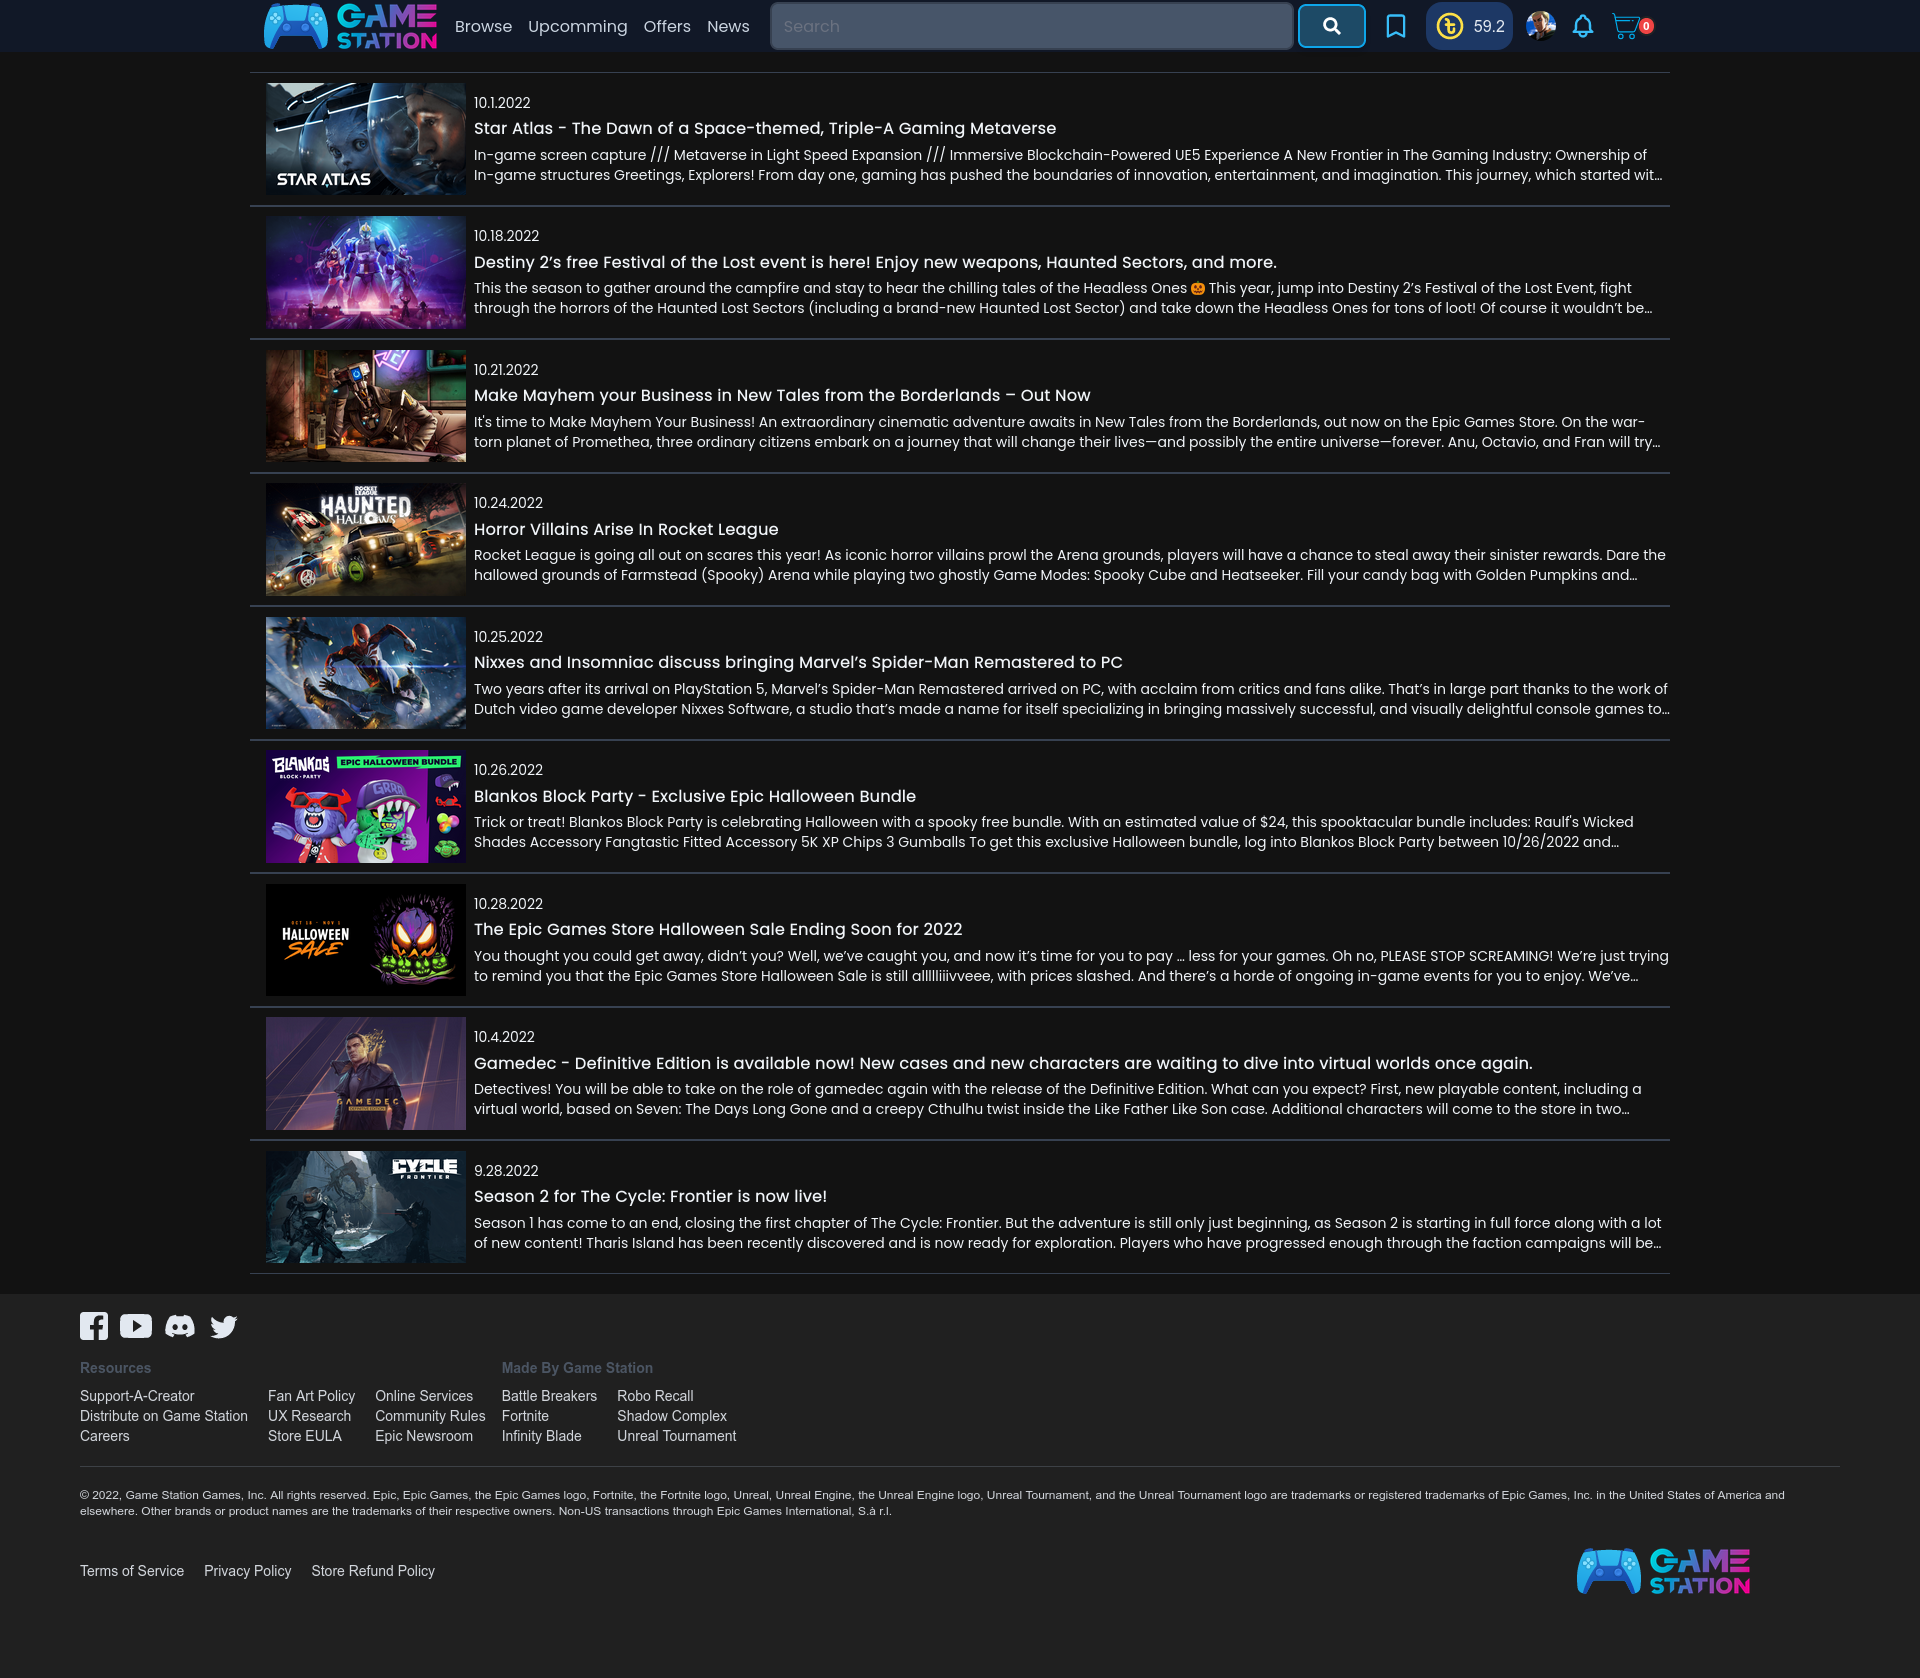 GAME STATION
Browse Upcomming Offers News Search 59.2 0
STAR ATLAS
10.1.2022
Star Atlas - The Dawn of a Space-themed, Triple-A Gaming Metaverse
In-game screen capture /// Metaverse in Light Speed Expansion /// Immersive Blockchain-Powered UE5 Experience A New Frontier in The Gaming Industry: Ownership of
In-game structures Greetings, Explorers! From day one, gaming has pushed the boundaries of innovation, entertainment, and imagination. This journey, which started wit…
10.18.2022
Destiny 2’s free Festival of the Lost event is here! Enjoy new weapons, Haunted Sectors, and more.
This the season to gather around the campfire and stay to hear the chilling tales of the Headless Ones 🎃 This year, jump into Destiny 2’s Festival of the Lost Event, fight
through the horrors of the Haunted Lost Sectors (including a brand-new Haunted Lost Sector) and take down the Headless Ones for tons of loot! Of course it wouldn’t be…
10.21.2022
Make Mayhem your Business in New Tales from the Borderlands – Out Now
It's time to Make Mayhem Your Business! An extraordinary cinematic adventure awaits in New Tales from the Borderlands, out now on the Epic Games Store. On the war-
torn planet of Promethea, three ordinary citizens embark on a journey that will change their lives—and possibly the entire universe—forever. Anu, Octavio, and Fran will try…
ROCKET LEAGUE
HAUNTED
HALLOWS
10.24.2022
Horror Villains Arise In Rocket League
Rocket League is going all out on scares this year! As iconic horror villains prowl the Arena grounds, players will have a chance to steal away their sinister rewards. Dare the
hallowed grounds of Farmstead (Spooky) Arena while playing two ghostly Game Modes: Spooky Cube and Heatseeker. Fill your candy bag with Golden Pumpkins and…
10.25.2022
Nixxes and Insomniac discuss bringing Marvel’s Spider-Man Remastered to PC
Two years after its arrival on PlayStation 5, Marvel’s Spider-Man Remastered arrived on PC, with acclaim from critics and fans alike. That’s in large part thanks to the work of
Dutch video game developer Nixxes Software, a studio that’s made a name for itself specializing in bringing massively successful, and visually delightful console games to…
BLANKOS
BLOCK • PARTY
EPIC HALLOWEEN BUNDLE
GRRR
10.26.2022
Blankos Block Party - Exclusive Epic Halloween Bundle
Trick or treat! Blankos Block Party is celebrating Halloween with a spooky free bundle. With an estimated value of $24, this spooktacular bundle includes: Raulf's Wicked
Shades Accessory Fangtastic Fitted Accessory 5K XP Chips 3 Gumballs To get this exclusive Halloween bundle, log into Blankos Block Party between 10/26/2022 and…
HALLOWEEN
SALE
10.28.2022
The Epic Games Store Halloween Sale Ending Soon for 2022
You thought you could get away, didn’t you? Well, we’ve caught you, and now it’s time for you to pay … less for your games. Oh no, PLEASE STOP SCREAMING! We’re just trying
to remind you that the Epic Games Store Halloween Sale is still allllliiivveee, with prices slashed. And there’s a horde of ongoing in-game events for you to enjoy. We’ve…
GAMEDEC
10.4.2022
Gamedec - Definitive Edition is available now! New cases and new characters are waiting to dive into virtual worlds once again.
Detectives! You will be able to take on the role of gamedec again with the release of the Definitive Edition. What can you expect? First, new playable content, including a
virtual world, based on Seven: The Days Long Gone and a creepy Cthulhu twist inside the Like Father Like Son case. Additional characters will come to the store in two…
CYCLE
FRONTIER
9.28.2022
Season 2 for The Cycle: Frontier is now live!
Season 1 has come to an end, closing the first chapter of The Cycle: Frontier. But the adventure is still only just beginning, as Season 2 is starting in full force along with a lot
of new content! Tharis Island has been recently discovered and is now ready for exploration. Players who have progressed enough through the faction campaigns will be…
Resources Made By Game Station
Support-A-Creator Fan Art Policy Online Services Battle Breakers Robo Recall
Distribute on Game Station UX Research Community Rules Fortnite Shadow Complex
Careers Store EULA Epic Newsroom Infinity Blade Unreal Tournament
© 2022, Game Station Games, Inc. All rights reserved. Epic, Epic Games, the Epic Games logo, Fortnite, the Fortnite logo, Unreal, Unreal Engine, the Unreal Engine logo, Unreal Tournament, and the Unreal Tournament logo are trademarks or registered trademarks of Epic Games, Inc. in the United States of America and
elsewhere. Other brands or product names are the trademarks of their respective owners. Non-US transactions through Epic Games International, S.à r.l.
Terms of Service Privacy Policy Store Refund Policy
GAME STATION